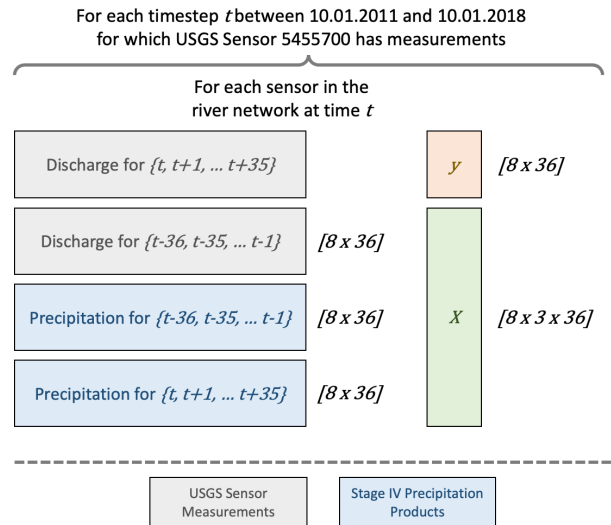 For each timestep t between 10.01.2011 and 10.01.2018
for which USGS Sensor 5455700 has measurements
For each sensor in the
river network at time t
Discharge for {t, t+1, ... t+35}
y
[8 x 36]
Discharge for {t-36, t-35, ... t-1}
[8 x 36]
Precipitation for {t-36, t-35, ... t-1}
[8 x 36]
X
[8 x 3 x 36]
Precipitation for {t, t+1, ... t+35}
[8 x 36]
USGS Sensor
Measurements
Stage IV Precipitation
Products